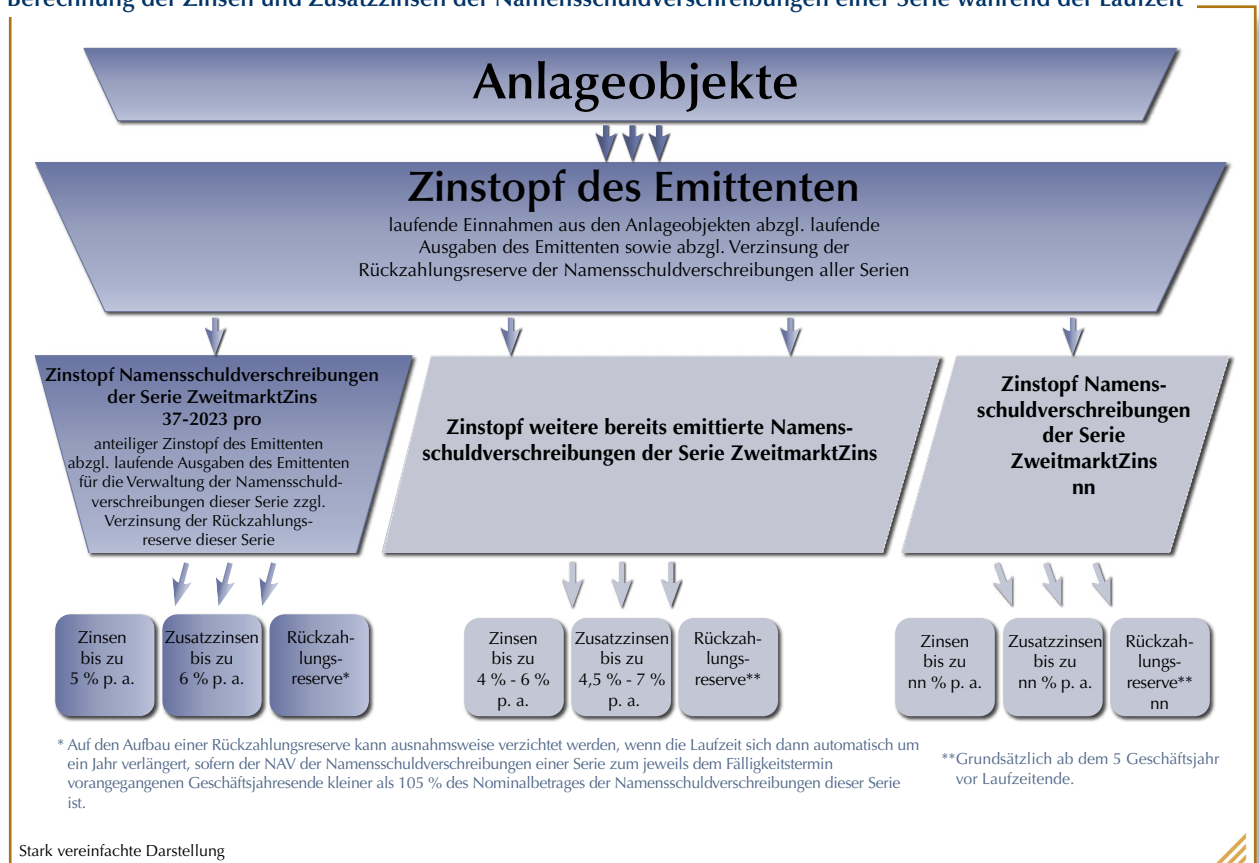 Berechnung der Zinsen und Zusatzzinsen der Namensschuldverschreibungen einer Serie während der Laufzeit
Anlageobjekte
Zinstopf des Emittenten
laufende Einnahmen aus den Anlageobjekten abzgl. laufende
Ausgaben des Emittenten sowie abzgl. Verzinsung der
Rückzahlungsreserve der Namensschuldverschreibungen aller Serien
Zinstopf Namensschuldverschreibungen
der Serie ZweitmarktZins
37-2023 pro
anteiliger Zinstopf des Emittenten
abzgl. laufende Ausgaben des Emittenten
für die Verwaltung der Namensschuld-
verschreibungen dieser Serie zzgl.
Verzinsung der Rückzahlungs-
reserve dieser Serie
Zinstopf weitere bereits emittierte Namens-
schuldverschreibungen der Serie ZweitmarktZins
Zinstopf Namens-
schuldverschreibungen
der Serie
ZweitmarktZins
nn
Zinsen
bis zu
5 % p. a.
Zusatzzinsen
bis zu
6 % p. a.
Rückzah-
lungs-
reserve*
Zinsen
bis zu
4 % - 6 %
p. a.
Zusatzzinsen
bis zu
4,5 % - 7 %
p. a.
Rückzah-
lungs-
reserve**
Zinsen
bis zu
nn % p. a.
Zusatzzinsen
bis zu
nn % p. a.
Rückzah-
lungs-
reserve**
nn
* Auf den Aufbau einer Rückzahlungsreserve kann ausnahmsweise verzichtet werden, wenn die Laufzeit sich dann automatisch um
ein Jahr verlängert, sofern der NAV der Namensschuldverschreibungen einer Serie zum jeweils dem Fälligkeitstermin
vorangegangenen Geschäftsjahresende kleiner als 105 % des Nominalbetrages der Namensschuldverschreibungen dieser Serie
ist.
**Grundsätzlich ab dem 5 Geschäftsjahr
vor Laufzeitende.
Stark vereinfachte Darstellung